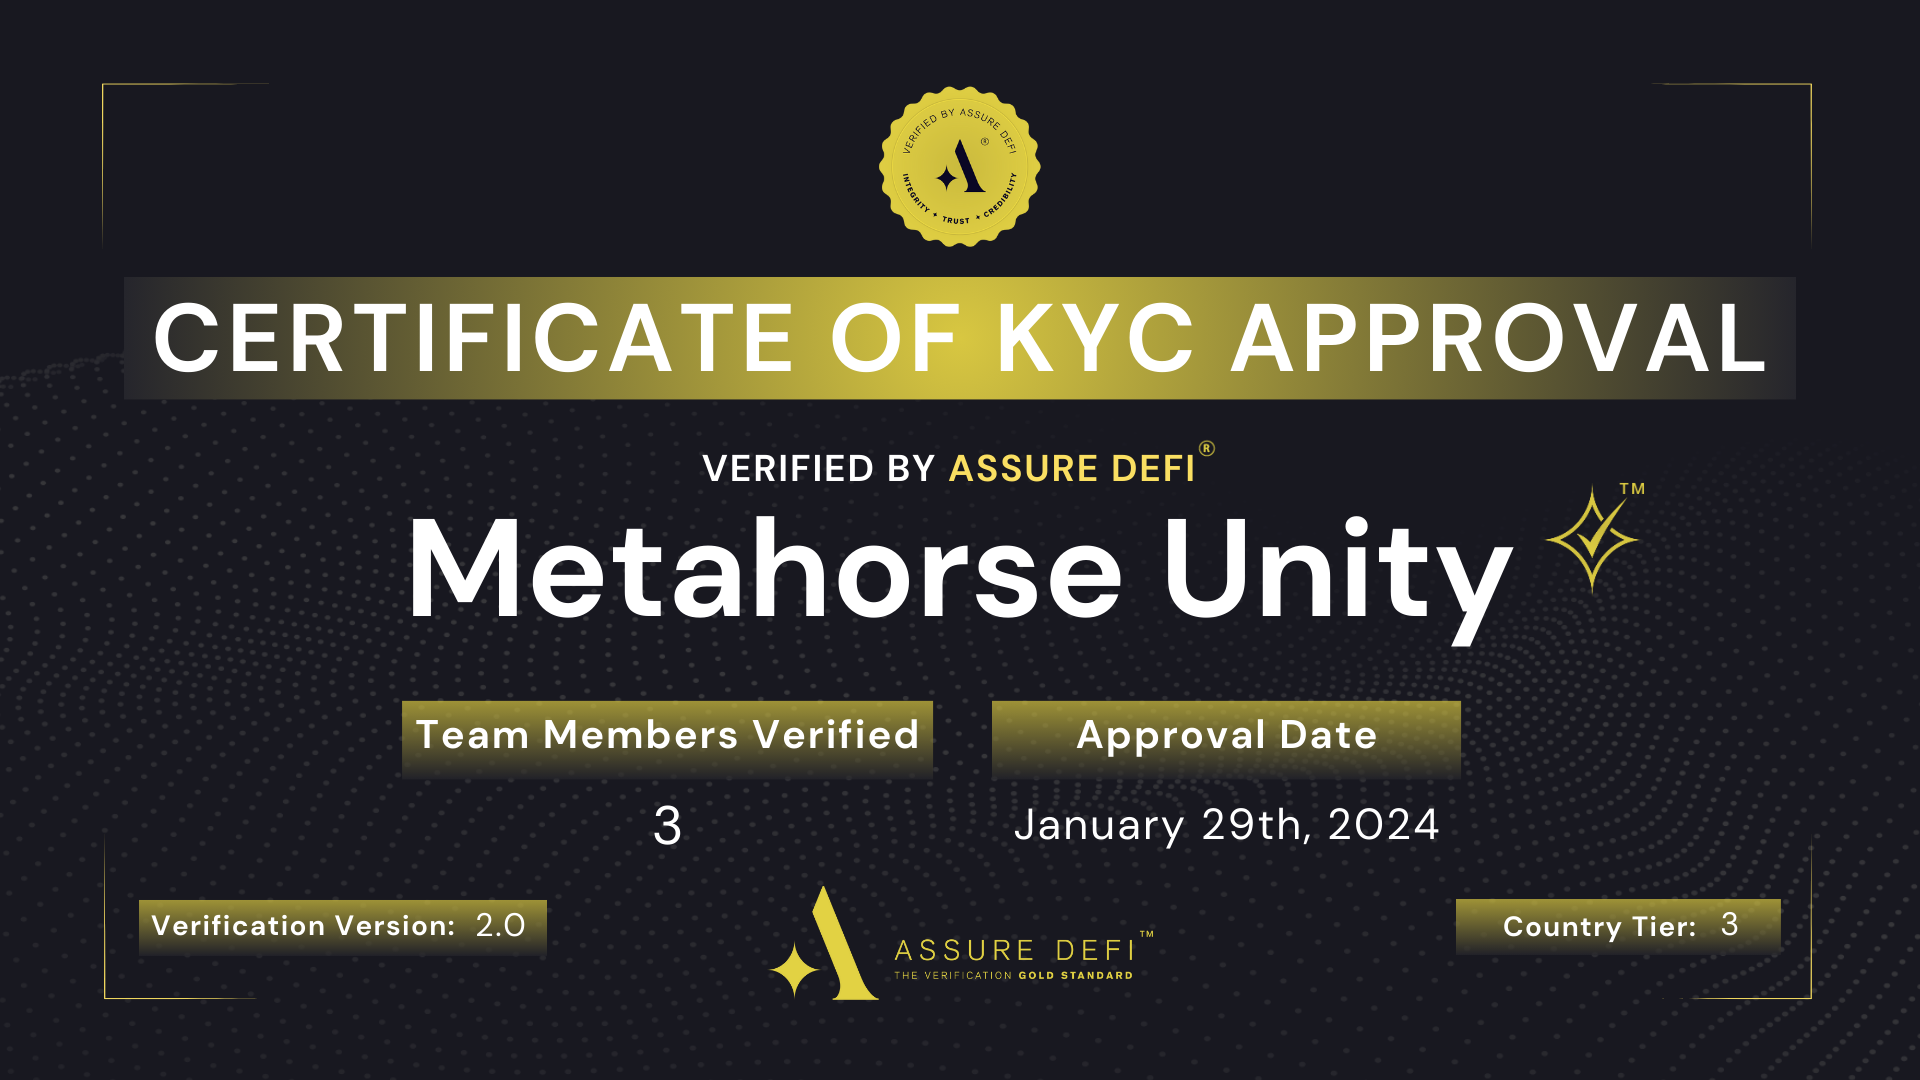 VERIFIED BY ASSURE DEFI
®
INTEGRITY ✦ TRUST ✦ CREDIBILITY
CERTIFICATE OF KYC APPROVAL
VERIFIED BY ASSURE DEFI®
Metahorse Unity
TM
Team Members Verified
Approval Date
3
January 29th, 2024
Verification Version: 2.0
ASSURE DEFI™
THE VERIFICATION GOLD STANDARD
Country Tier: 3